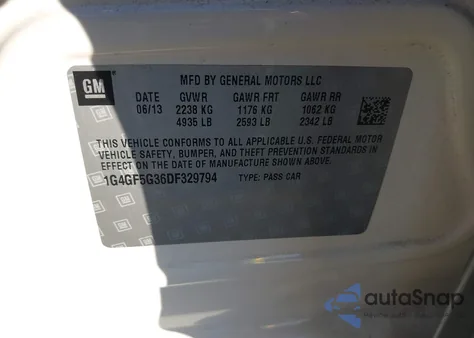 GM
MFD BY GENERAL MOTORS LLC
DATE GVWR GAWR FRT GAWR RR
06/13 2238 KG 1176 KG 1062 KG
4935 LB 2593 LB 2342 LB
THIS VEHICLE CONFORMS TO ALL APPLICABLE U.S. FEDERAL MOTOR
VEHICLE SAFETY, BUMPER, AND THEFT PREVENTION STANDARDS IN
EFFECT ON THE DATE OF MANUFACTURE SHOWN ABOVE.
1G4GF5G36DF329794 TYPE: PASS CAR
autoSnap